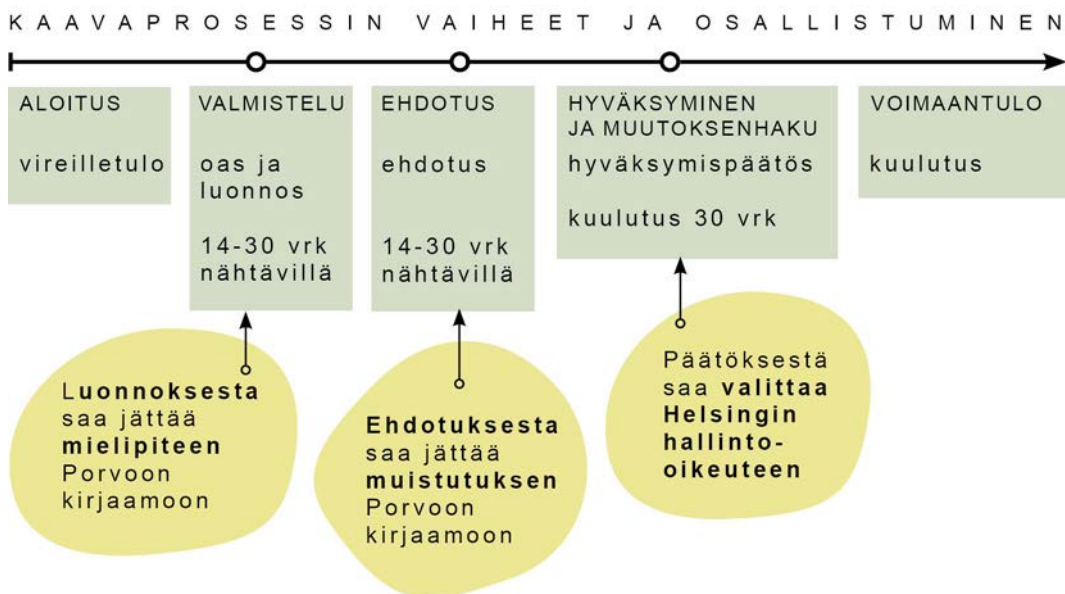 KAAVAPROSESSIN VAIHEET JA OSALLISTUMINEN
ALOITUS
vireilletulo
VALMISTELU
oas ja
luonnos
14-30 vrk
nähtävillä
EHDOTUS
ehdotus
14-30 vrk
nähtävillä
HYVÄKSYMINEN
JA MUUTOKSENHAKU
hyväksymispäätös
kuulutus 30 vrk
VOIMAANTULO
kuulutus
Luonnoksesta
saa jättää
mielipiteen
Porvoon
kirjaamoon
Ehdotuksesta
saa jättää
muistutuksen
Porvoon
kirjaamoon
Päätöksestä
saa valittaa
Helsingin
hallinto-
oikeuteen